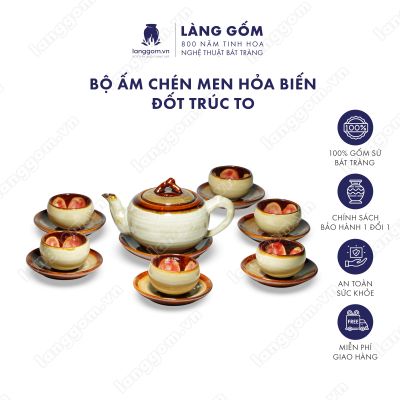 LÀNG GỐM
langgom.vn
800 NĂM TINH HOA
NGHỆ THUẬT BÁT TRÀNG
BỘ ẤM CHÉN MEN HỎA BIẾN
ĐỐT TRÚC TO
100%
100% GỐM SỨ
BÁT TRÀNG
CHÍNH SÁCH
BẢO HÀNH 1 ĐỔI 1
AN TOÀN
SỨC KHỎE
FREE
MIỄN PHÍ
GIAO HÀNG